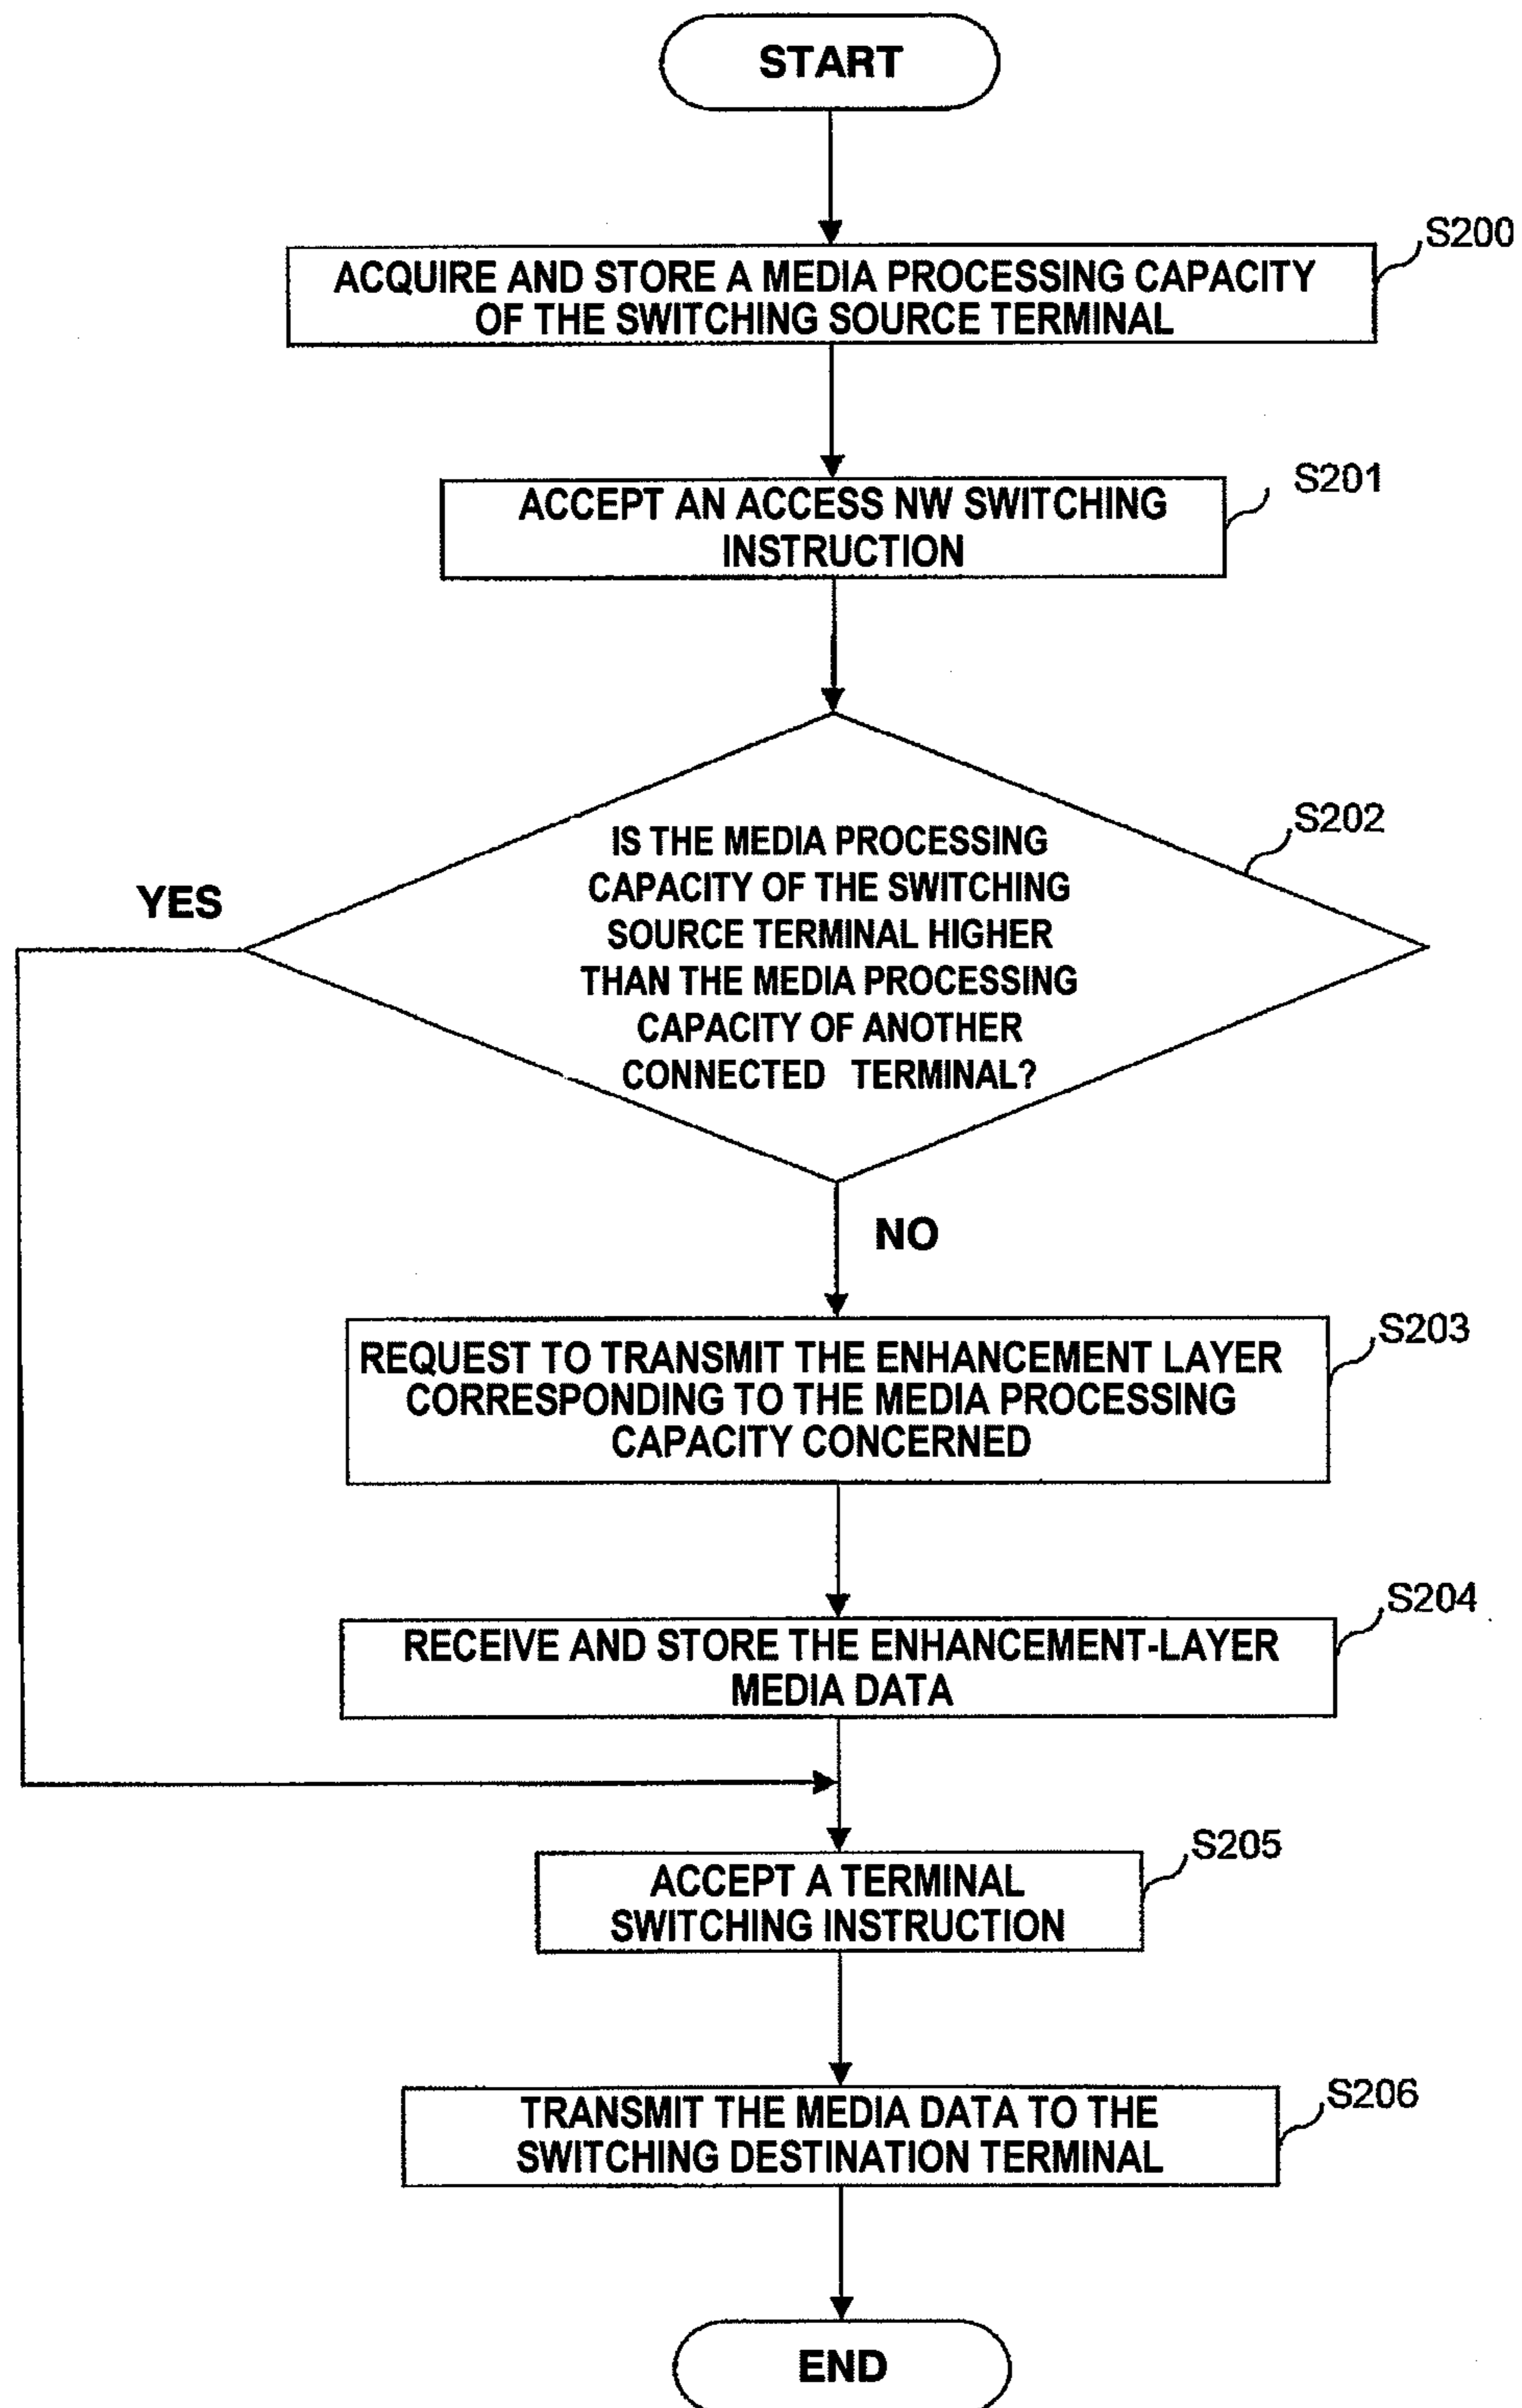 START
S200
ACQUIRE AND STORE A MEDIA PROCESSING CAPACITY
OF THE SWITCHING SOURCE TERMINAL
S201
ACCEPT AN ACCESS NW SWITCHING
INSTRUCTION
S202
IS THE MEDIA PROCESSING
CAPACITY OF THE SWITCHING
SOURCE TERMINAL HIGHER
THAN THE MEDIA PROCESSING
CAPACITY OF ANOTHER
CONNECTED TERMINAL?
YES
NO
S203
REQUEST TO TRANSMIT THE ENHANCEMENT LAYER
CORRESPONDING TO THE MEDIA PROCESSING
CAPACITY CONCERNED
S204
RECEIVE AND STORE THE ENHANCEMENT-LAYER
MEDIA DATA
S205
ACCEPT A TERMINAL
SWITCHING INSTRUCTION
S206
TRANSMIT THE MEDIA DATA TO THE
SWITCHING DESTINATION TERMINAL
END